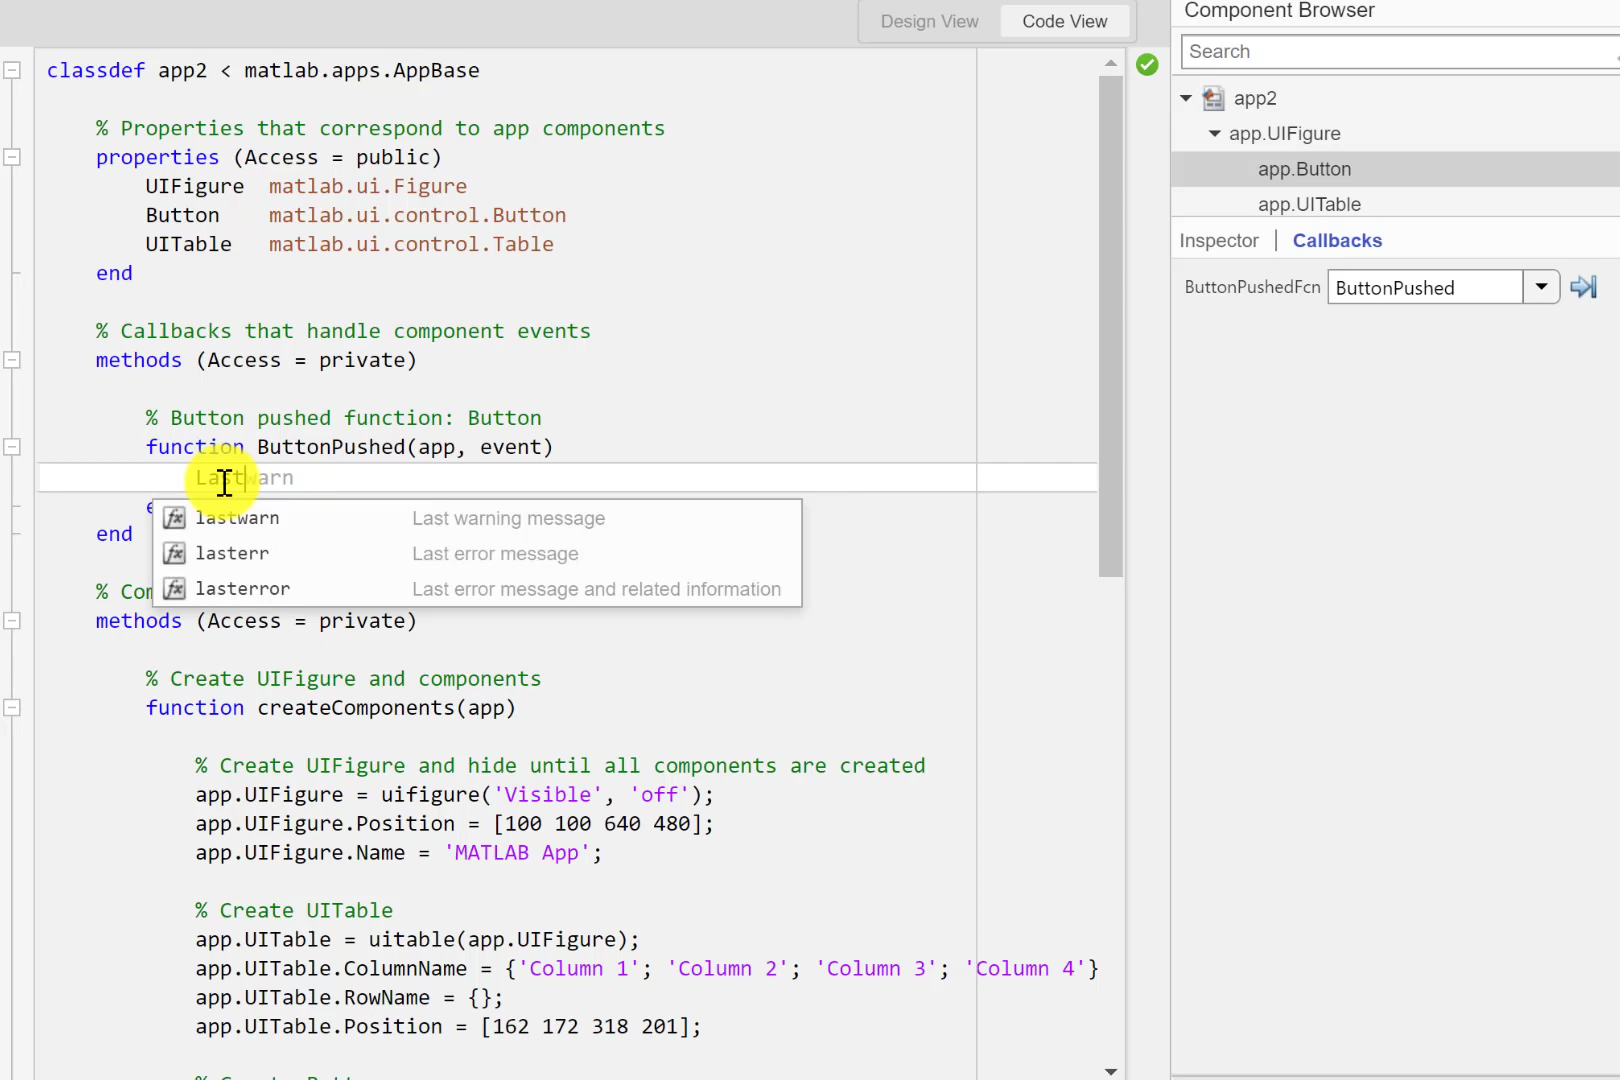 Design View
Code View
Component Browser
Search
app2
app.UIFigure
app.Button
app.UITable
Inspector | Callbacks
ButtonPushedFcn ButtonPushed
classdef app2 < matlab.apps.AppBase
% Properties that correspond to app components
properties (Access = public)
UIFigure matlab.ui.Figure
Button matlab.ui.control.Button
UITable matlab.ui.control.Table
end
% Callbacks that handle component events
methods (Access = private)
% Button pushed function: Button
function ButtonPushed(app, event)
Lastwarn
fx lastwarn Last warning message
fx lasterr Last error message
fx lasterror Last error message and related information
end
% Com
methods (Access = private)
% Create UIFigure and components
function createComponents(app)
% Create UIFigure and hide until all components are created
app.UIFigure = uifigure('Visible', 'off');
app.UIFigure.Position = [100 100 640 480];
app.UIFigure.Name = 'MATLAB App';
% Create UITable
app.UITable = uitable(app.UIFigure);
app.UITable.ColumnName = {'Column 1'; 'Column 2'; 'Column 3'; 'Column 4'}
app.UITable.RowName = {};
app.UITable.Position = [162 172 318 201];